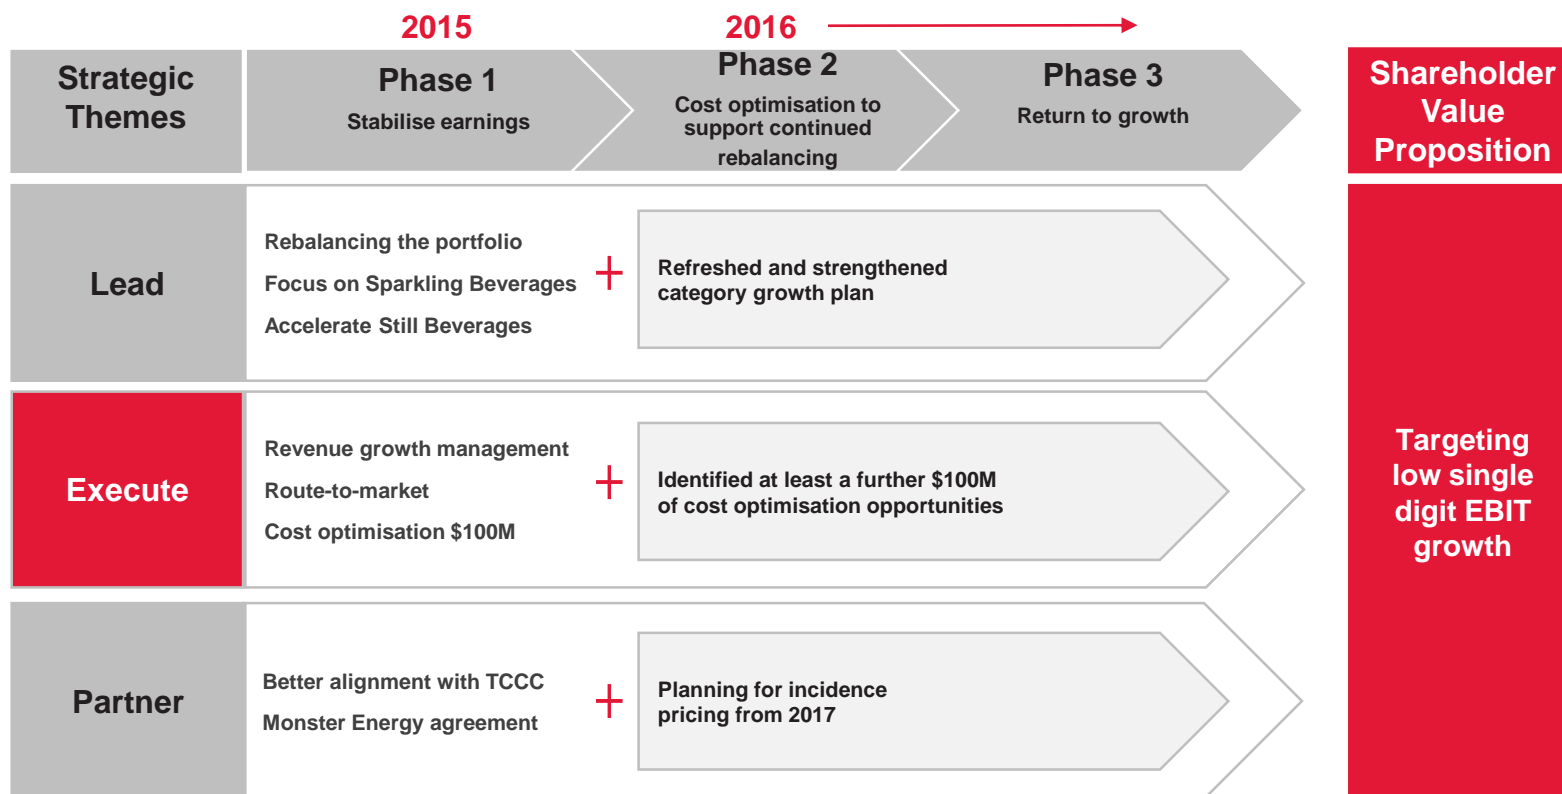 2015
2016
Strategic
Themes
Phase 1
Stabilise earnings
Phase 2
Cost optimisation to
support continued
rebalancing
Phase 3
Return to growth
Shareholder
Value
Proposition
Lead
Rebalancing the portfolio
Focus on Sparkling Beverages
Accelerate Still Beverages
+
Refreshed and strengthened
category growth plan
Execute
Revenue growth management
Route-to-market
Cost optimisation $100M
+
Identified at least a further $100M
of cost optimisation opportunities
Partner
Better alignment with TCCC
Monster Energy agreement
+
Planning for incidence
pricing from 2017
Targeting
low single
digit EBIT
growth